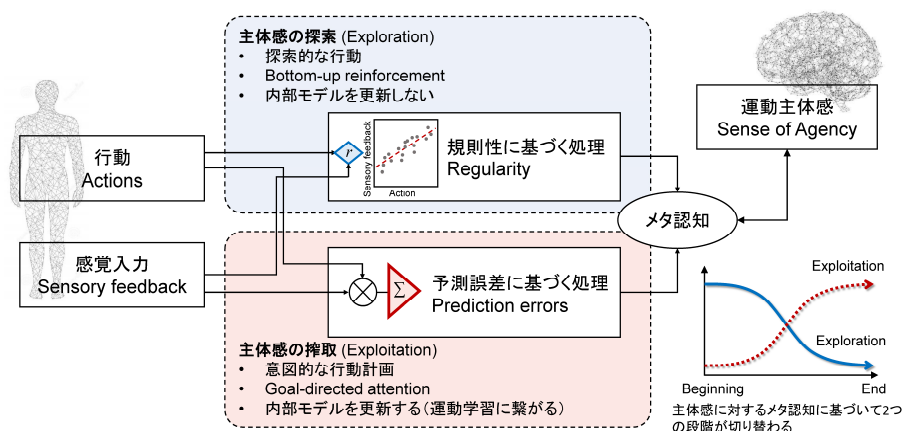 主体感の探索 (Exploration)
• 探索的な行動
• Bottom-up reinforcement
• 内部モデルを更新しない
行動
Actions
感覚入力
Sensory feedback
r
Sensory feedback
Action
規則性に基づく処理
Regularity
Σ
予測誤差に基づく処理
Prediction errors
主体感の搾取 (Exploitation)
• 意図的な行動計画
• Goal-directed attention
• 内部モデルを更新する（運動学習に繋がる）
メタ認知
運動主体感
Sense of Agency
Exploitation
Exploration
Beginning
End
主体感に対するメタ認知に基づいて2つ
の段階が切り替わる